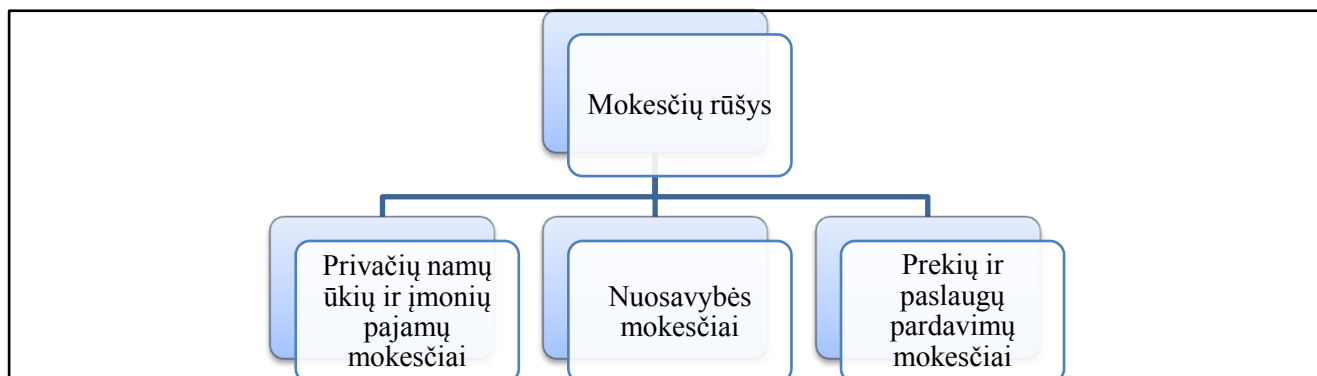 Mokesčių rūšys
Privačių namų
ūkių ir įmonių
pajamų
mokesčiai
Nuosavybės
mokesčiai
Prekių ir
paslaugų
pardavimų
mokesčiai